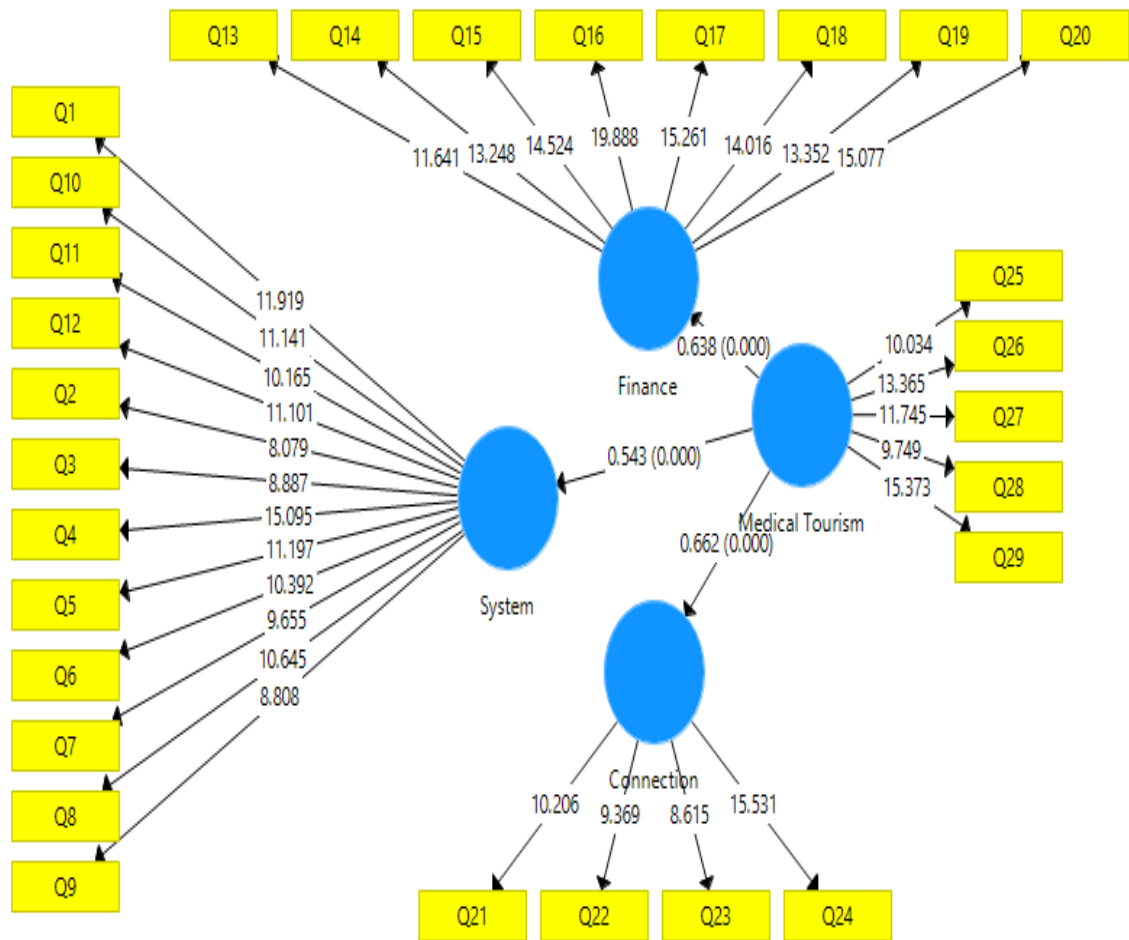 Q13 Q14 Q15 Q16 Q17 Q18 Q19 Q20
11.641 13.248 14.524 19.888 15.261 14.016 13.352 15.077
Q1
Q10
Q11
Q12
Q2
Q3
Q4
Q5
Q6
Q7
Q8
Q9
11.919
11.141
10.165
11.101
8.079
8.887
15.095
11.197
10.392
9.655
10.645
8.808
System
Finance
0.638 (0.000)
0.543 (0.000)
0.662 (0.000)
Medical Tourism
10.034
13.365
11.745
9.749
15.373
Q25
Q26
Q27
Q28
Q29
Connection
10.206 9.369 8.615 15.531
Q21 Q22 Q23 Q24